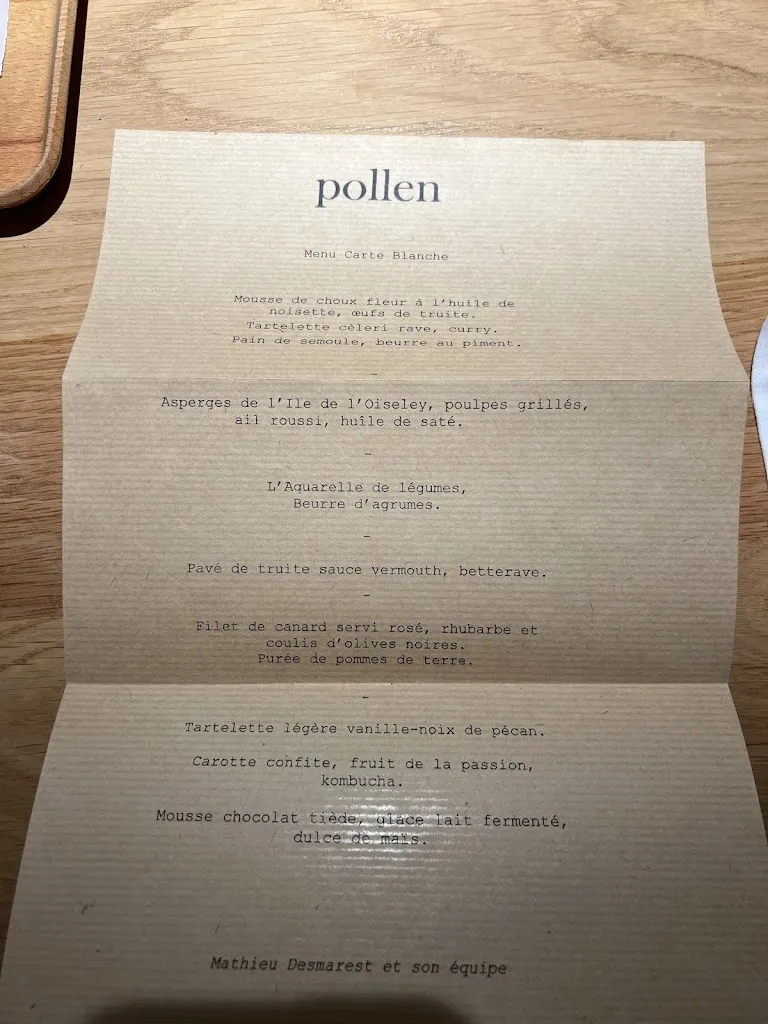 pollen
Menu Carte Blanche
Mousse de choux fleur à l'huile de
noisette, œufs de truite.
Tartelette cèleri rave, curry.
Pain de semoule, beurre au piment.
–
Asperges de l'Ile de l'Oiseley, poulpes grillés,
ail roussi, huile de saté.
–
L'Aquarelle de légumes,
Beurre d'agrumes.
–
Pavé de truite sauce vermouth, betterave.
–
Filet de canard servi rosé, rhubarbe et
coulis d'olives noires.
Purée de pommes de terre.
–
Tartelette légère vanille-noix de pécan.
Carotte confite, fruit de la passion,
kombucha.
Mousse chocolat tiède, glace lait fermenté,
dulce de maïs.
Mathieu Desmarest et son équipe